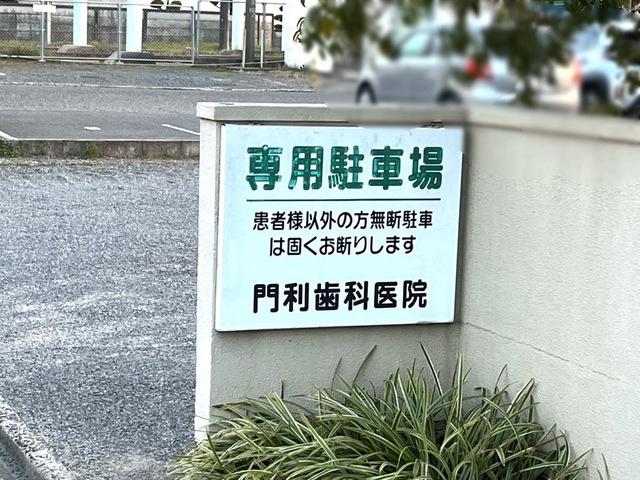 専用駐車場
患者様以外の方無断駐車
は固くお断りします
門利歯科医院